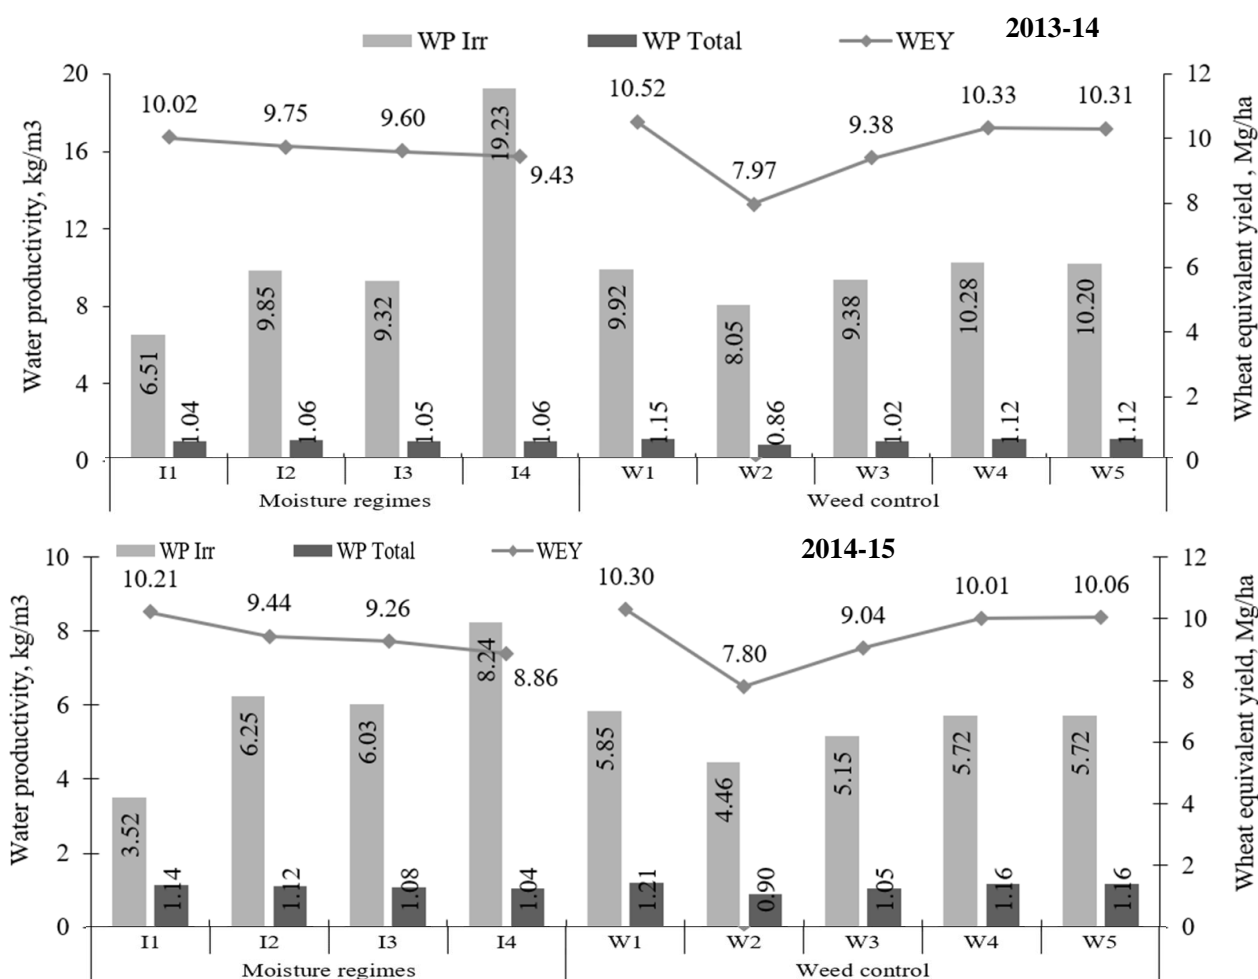 2013-14
WP Irr WP Total WEY
20 12
10.02 9.75 9.60 19.23 9.43 10.52 7.97 9.38 10.33 10.31
16 10
12 8
8 6
4 4
0 2
0
Water productivity, kg/m3
Wheat equivalent yield , Mg/ha
6.51 1.04 9.85 1.06 9.32 1.05 1.06 9.92 1.15 8.05 0.86 9.38 1.02 10.28 1.12 10.20 1.12
I1 I2 I3 I4 W1 W2 W3 W4 W5
Moisture regimes Weed control
WP Irr WP Total WEY 2014-15
10 12
10.21 9.44 9.26 8.24 8.86 10.30 7.80 9.04 10.01 10.06
8 10
6 8
4 6
2 4
0 2
0
Water productivity, kg/m3
Wheat equivalent yield, Mg/ha
3.52 1.14 6.25 1.12 6.03 1.08 1.04 5.85 1.21 4.46 0.90 5.15 1.05 5.72 1.16 5.72 1.16
I1 I2 I3 I4 W1 W2 W3 W4 W5
Moisture regimes Weed control